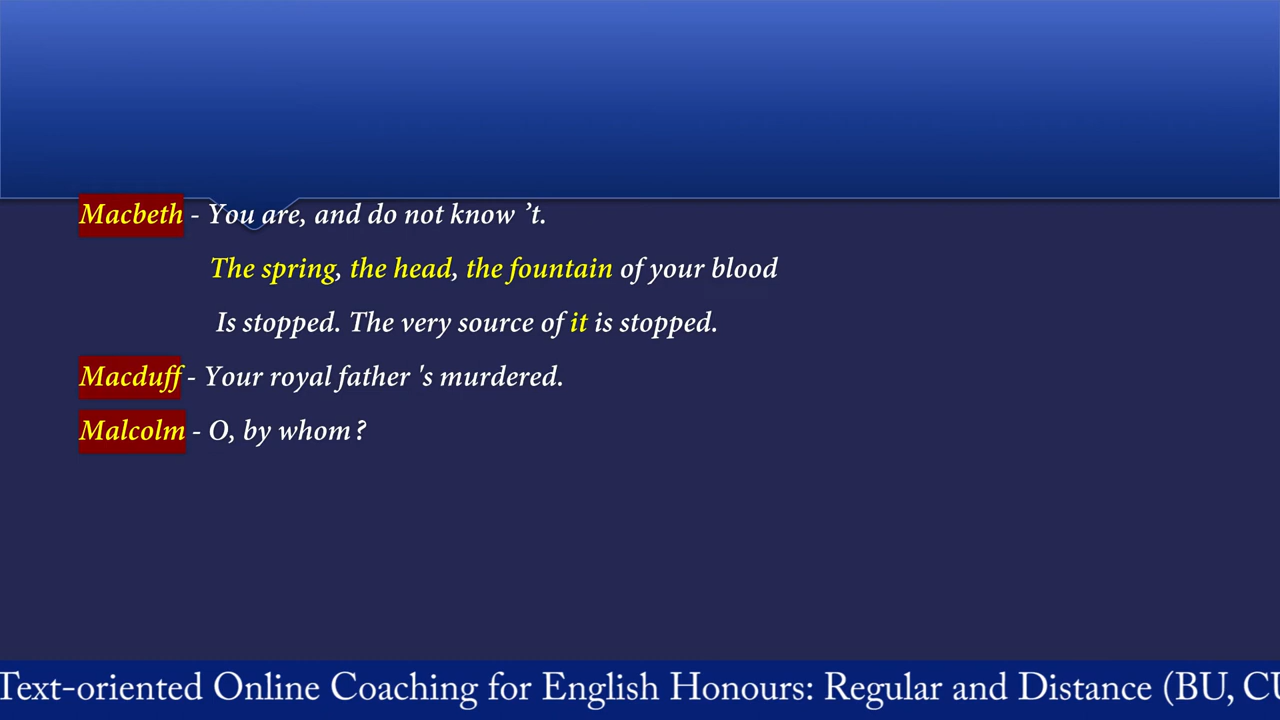 Macbeth - You are, and do not know ’t.
The spring, the head, the fountain of your blood
Is stopped. The very source of it is stopped.
Macduff - Your royal father 's murdered.
Malcolm - O, by whom?
Text-oriented Online Coaching for English Honours: Regular and Distance (BU, CU